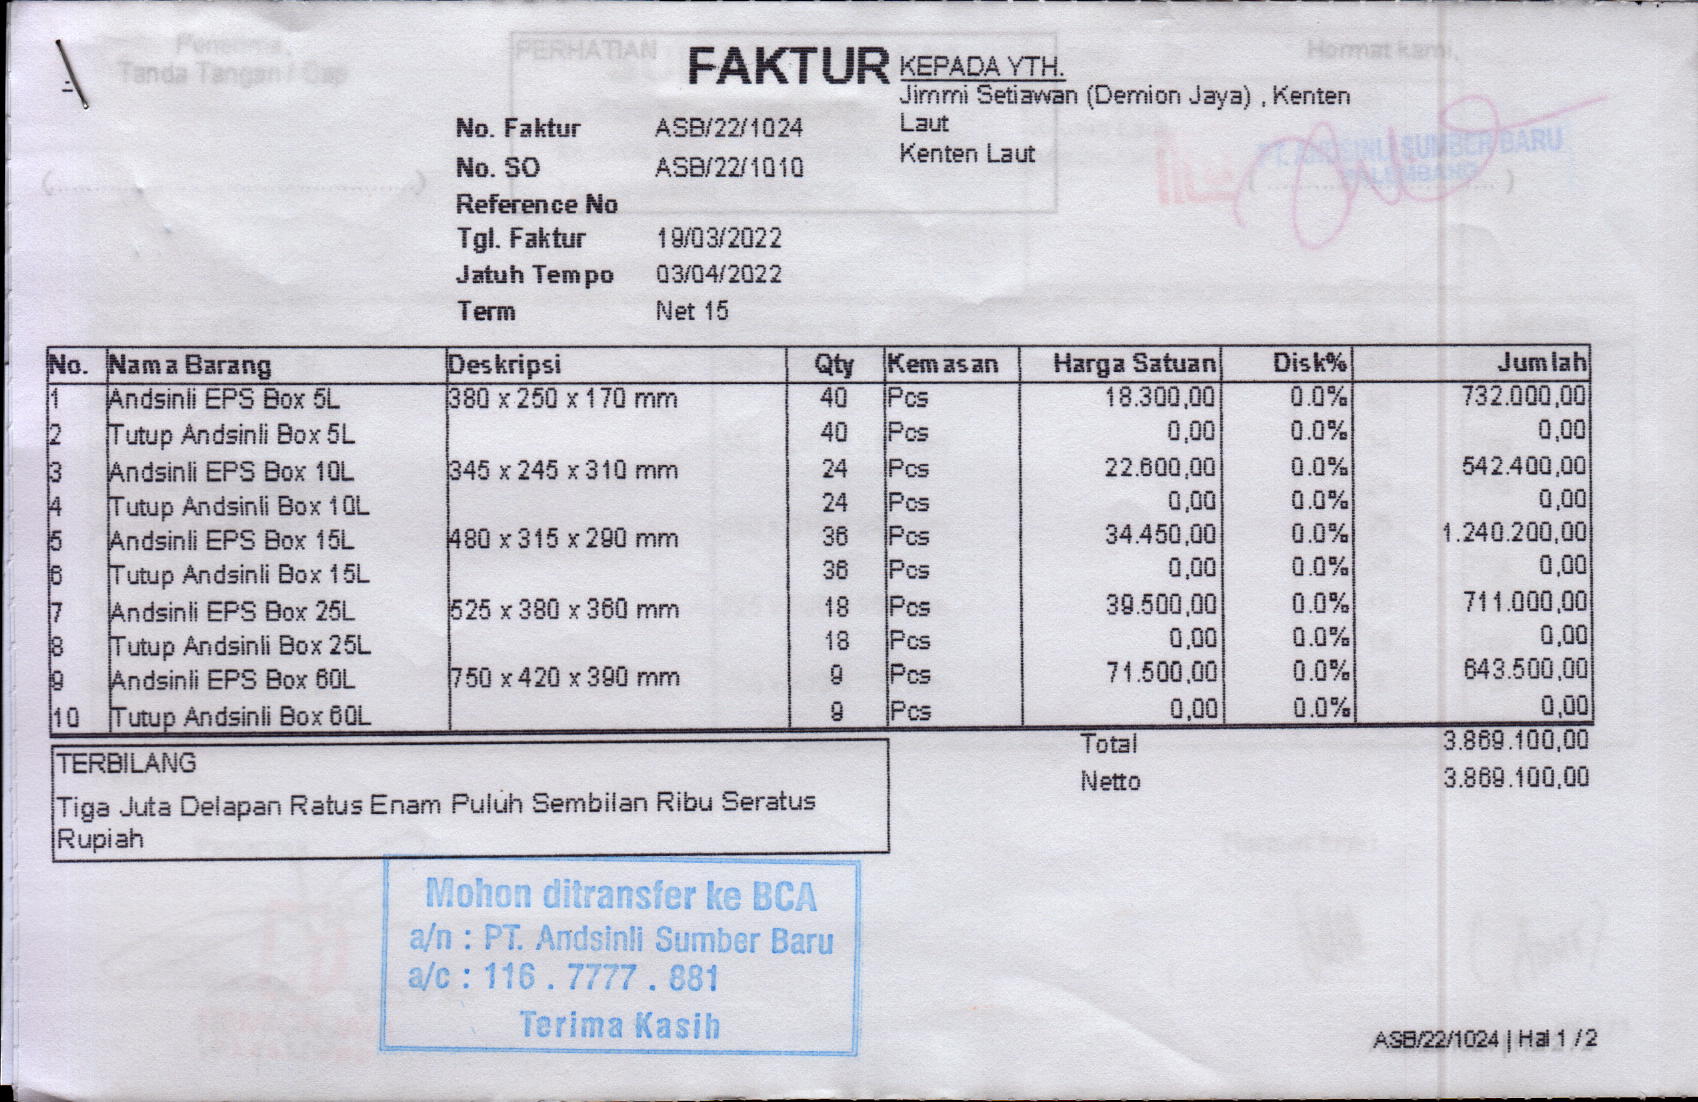 FAKTUR
KEPADA YTH.
Jimmi Setiawan (Demion Jaya) , Kenten
Laut
Kenten Laut
No. Faktur ASB/22/1024
No. SO ASB/22/1010
Reference No
Tgl. Faktur 19/03/2022
Jatuh Tempo 03/04/2022
Term Net 15
PERHATIAN
Penerima,
Tanda Tangan / Cap
Hormat kami,
PT. ANDSINLI SUMBER BARU
PALEMBANG
No. Nama Barang Deskripsi Qty Kemasan Harga Satuan Disk% Jumlah
1 Andsinli EPS Box 5L 380 x 250 x 170 mm 40 Pcs 18.300,00 0.0% 732.000,00
2 Tutup Andsinli Box 5L 40 Pcs 0,00 0.0% 0,00
3 Andsinli EPS Box 10L 345 x 245 x 310 mm 24 Pcs 22.600,00 0.0% 542.400,00
4 Tutup Andsinli Box 10L 24 Pcs 0,00 0.0% 0,00
5 Andsinli EPS Box 15L 480 x 315 x 290 mm 36 Pcs 34.450,00 0.0% 1.240.200,00
6 Tutup Andsinli Box 15L 36 Pcs 0,00 0.0% 0,00
7 Andsinli EPS Box 25L 525 x 380 x 360 mm 18 Pcs 39.500,00 0.0% 711.000,00
8 Tutup Andsinli Box 25L 18 Pcs 0,00 0.0% 0,00
9 Andsinli EPS Box 60L 750 x 420 x 390 mm 9 Pcs 71.500,00 0.0% 643.500,00
10 Tutup Andsinli Box 60L 9 Pcs 0,00 0.0% 0,00
Total 3.869.100,00
Netto 3.869.100,00
TERBILANG
Tiga Juta Delapan Ratus Enam Puluh Sembilan Ribu Seratus
Rupiah
Mohon ditransfer ke BCA
a/n : PT. Andsinli Sumber Baru
a/c : 116 . 7777 . 881
Terima Kasih
ASB/22/1024 | Hal 1 / 2